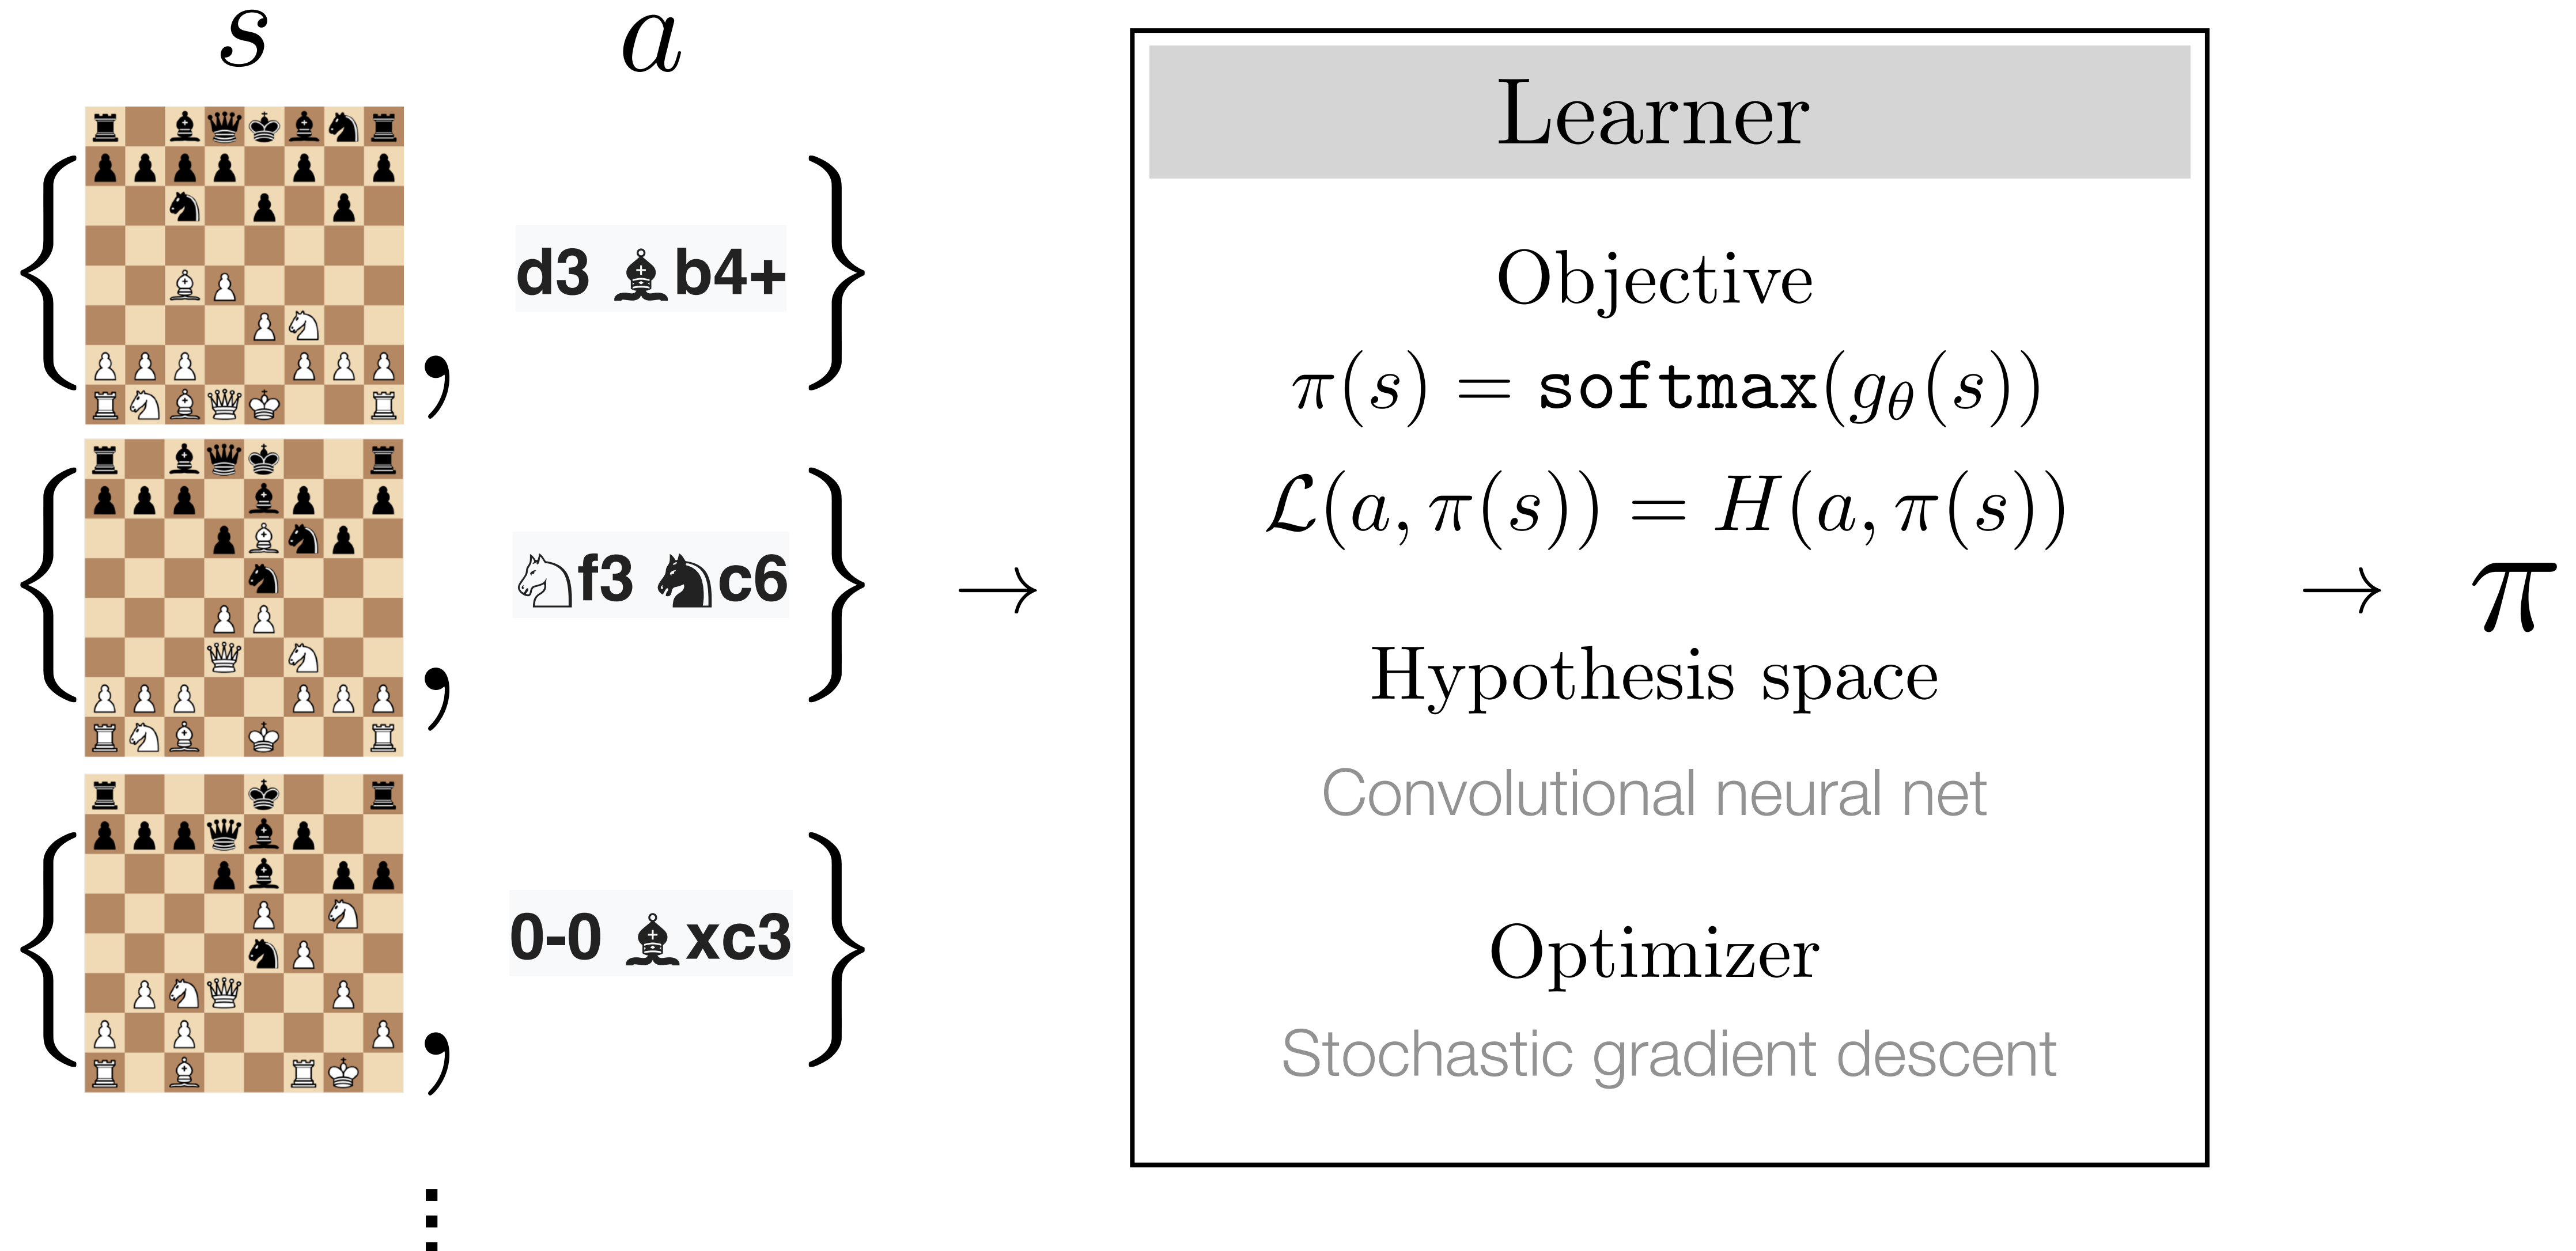 s a
d3 ♝b4+
♘f3 ♞c6
0-0 ♝xc3
→
Learner
Objective
π(s) = softmax(g_θ(s))
ℒ(a, π(s)) = H(a, π(s))
Hypothesis space
Convolutional neural net
Optimizer
Stochastic gradient descent
→ π